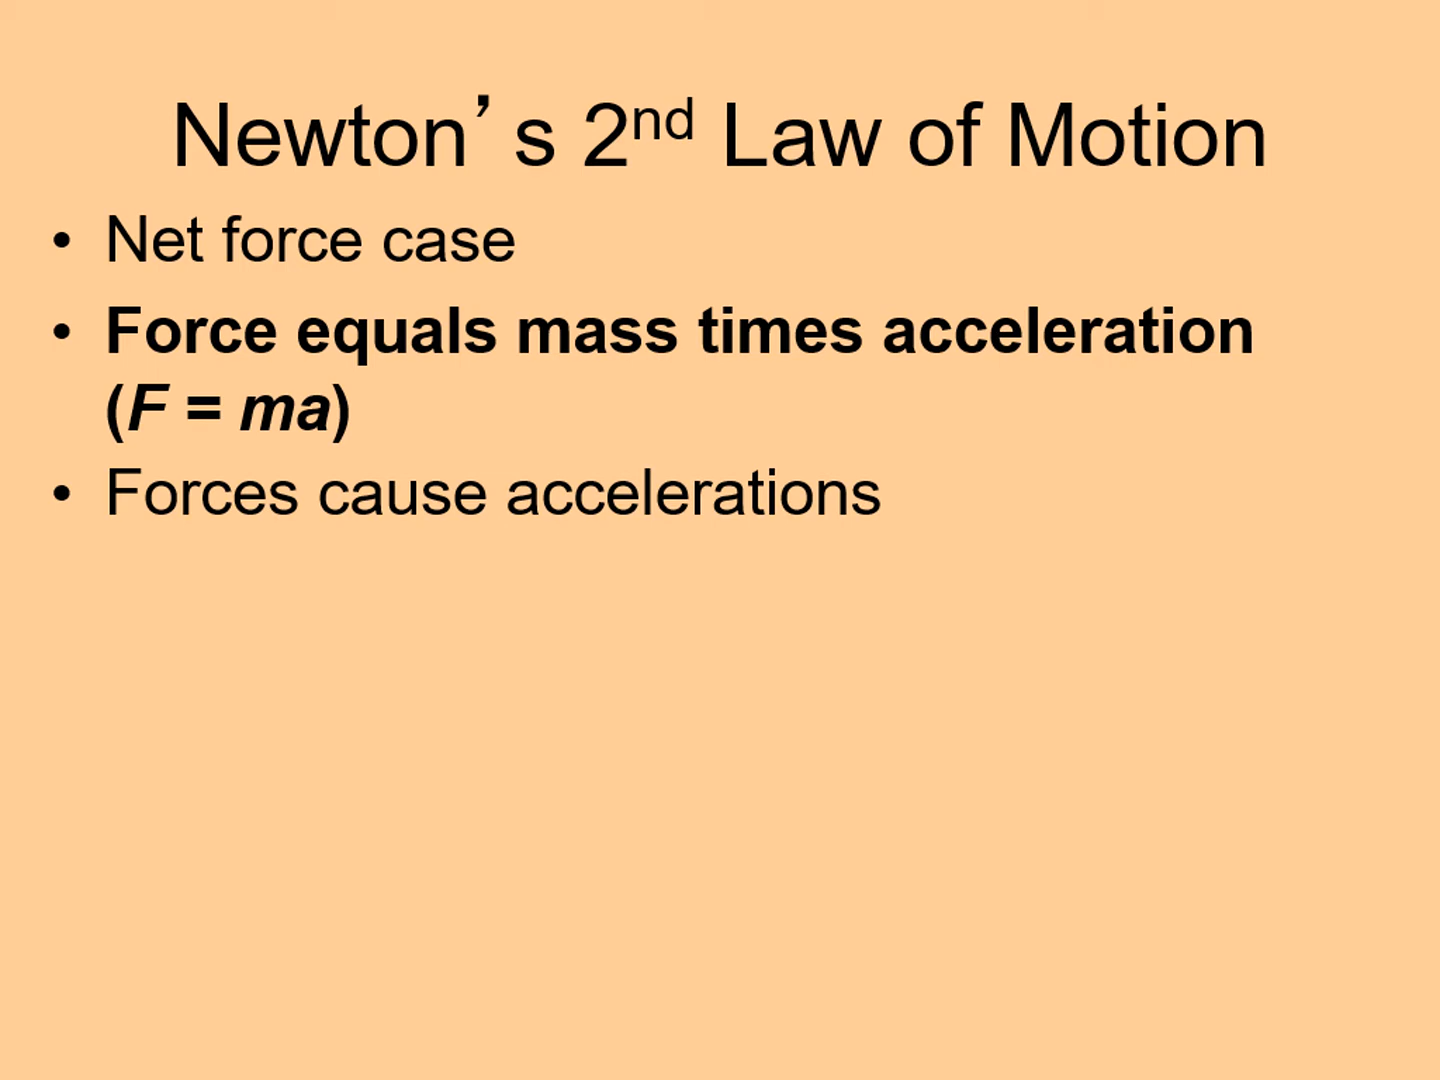 Newton’s 2nd Law of Motion
• Net force case
• Force equals mass times acceleration
(F = ma)
• Forces cause accelerations